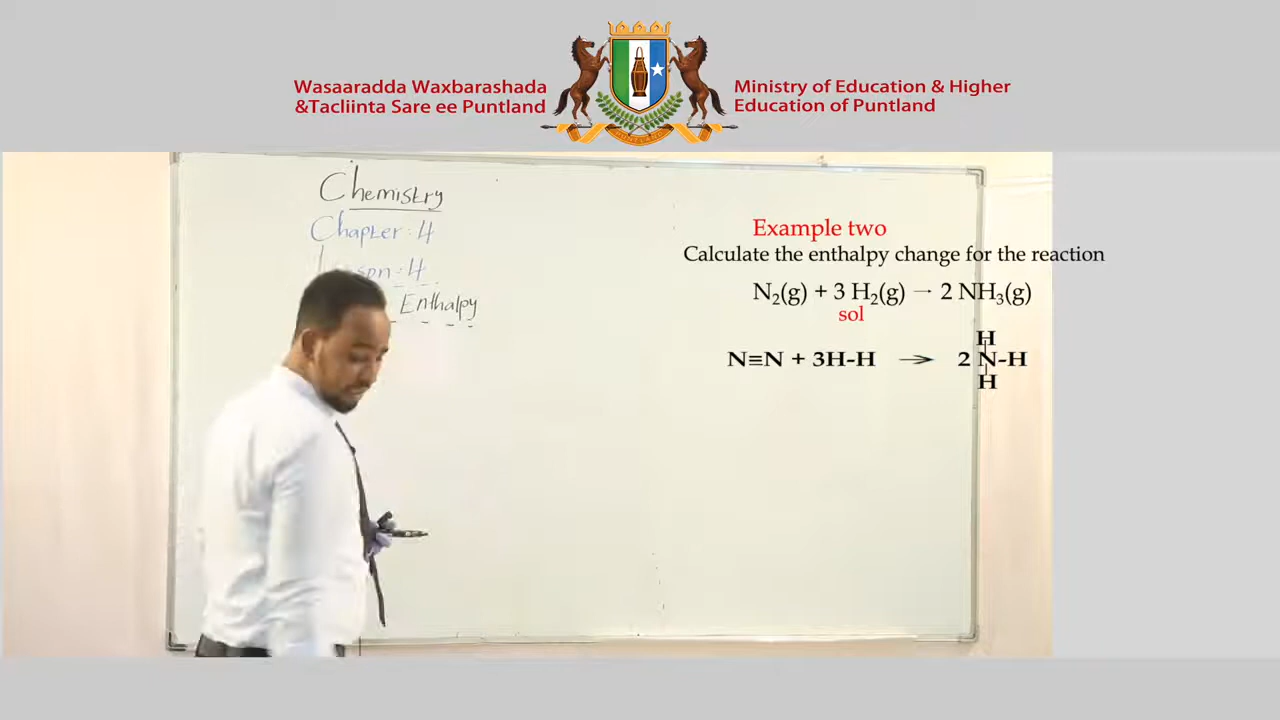 Wasaaradda Waxbarashada
&Tacliinta Sare ee Puntland
Ministry of Education & Higher
Education of Puntland
Chemistry
Chapter: 4
: 4
Enthalpy
Example two
Calculate the enthalpy change for the reaction
N₂(g) + 3 H₂(g) → 2 NH₃(g)
sol
H
N≡N + 3H-H → 2 N-H
H